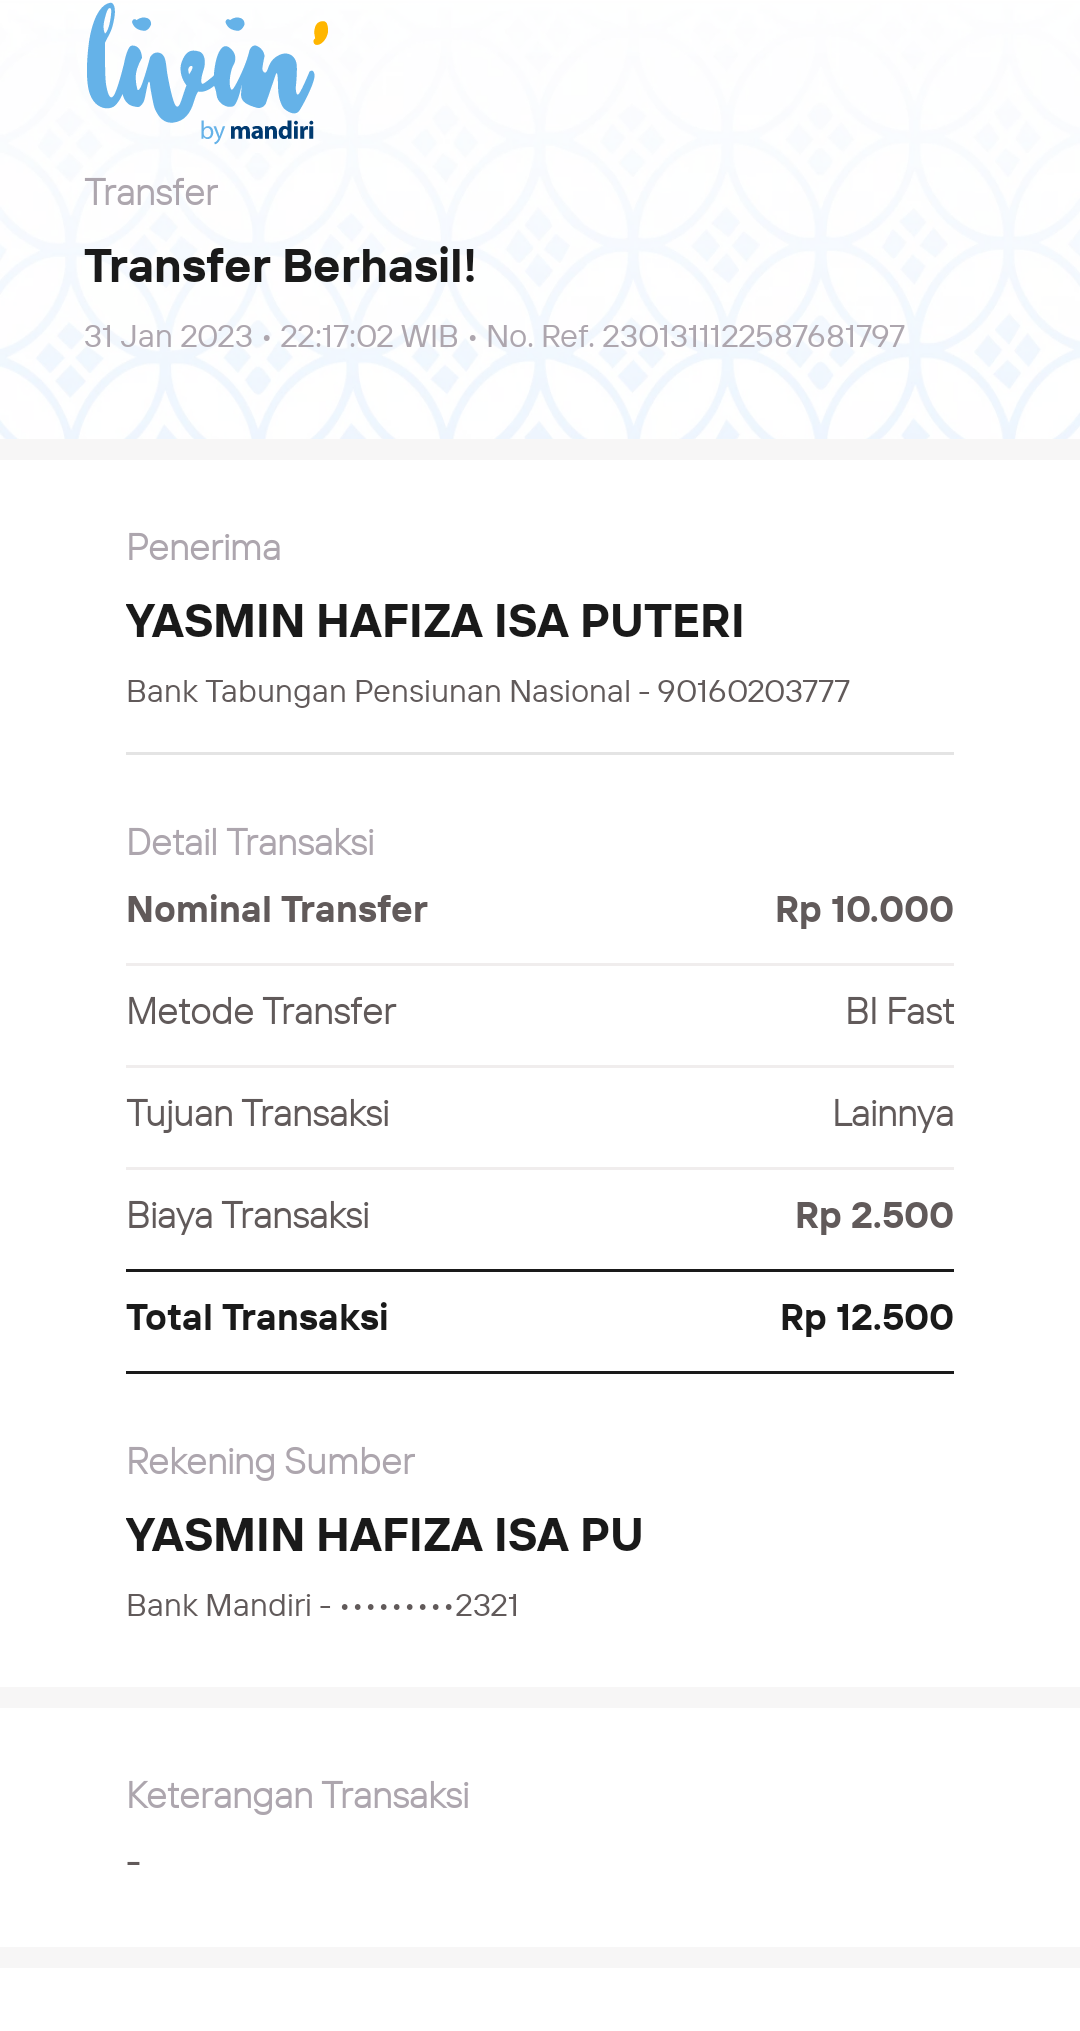 livin'
by mandiri
Transfer
Transfer Berhasil!
31 Jan 2023 • 22:17:02 WIB • No. Ref. 2301311122587681797
Penerima
YASMIN HAFIZA ISA PUTERI
Bank Tabungan Pensiunan Nasional - 90160203777
Detail Transaksi
Nominal Transfer Rp 10.000
Metode Transfer BI Fast
Tujuan Transaksi Lainnya
Biaya Transaksi Rp 2.500
Total Transaksi Rp 12.500
Rekening Sumber
YASMIN HAFIZA ISA PU
Bank Mandiri - •••••••••2321
Keterangan Transaksi
-